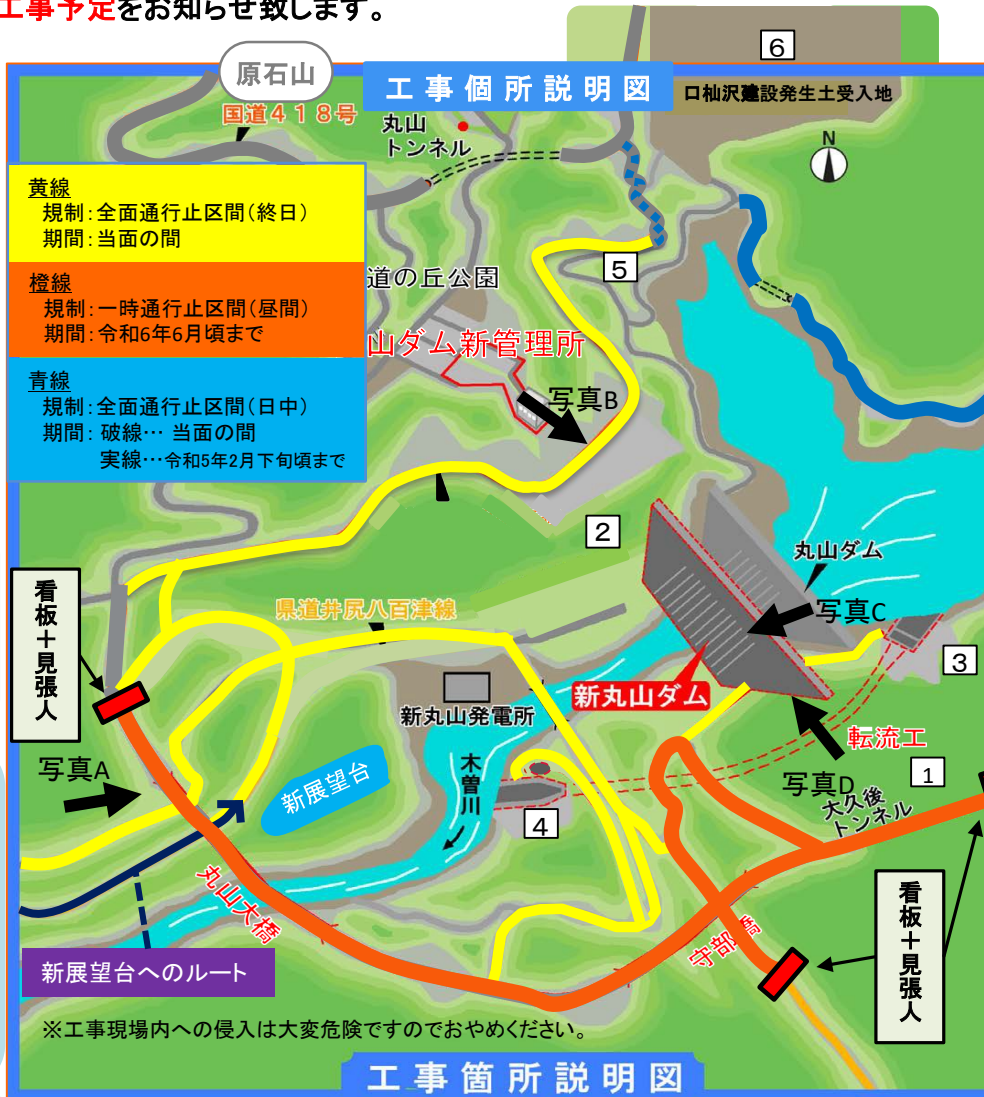 工事予定をお知らせ致します。
6
原石山
工事個所説明図
口杣沢建設発生土受入地
国道418号
丸山
トンネル
N
黄線
規制:全面通行止区間(終日)
期間:当面の間
橙線
規制:一時通行止区間(昼間)
期間:令和6年6月頃まで
青線
規制:全面通行止区間(日中)
期間:破線… 当面の間
実線…令和5年2月下旬頃まで
5
道の丘公園
山ダム新管理所
写真B
2
丸山ダム
写真C
看板+見張人
県道井尻八百津線
3
新丸山ダム
新丸山発電所
転流工
写真A
木曽川
新展望台
写真D
1
大久後
トンネル
4
丸山大橋
守部橋
看板+見張人
新展望台へのルート
※工事現場内への侵入は大変危険ですのでおやめください。
工事箇所説明図